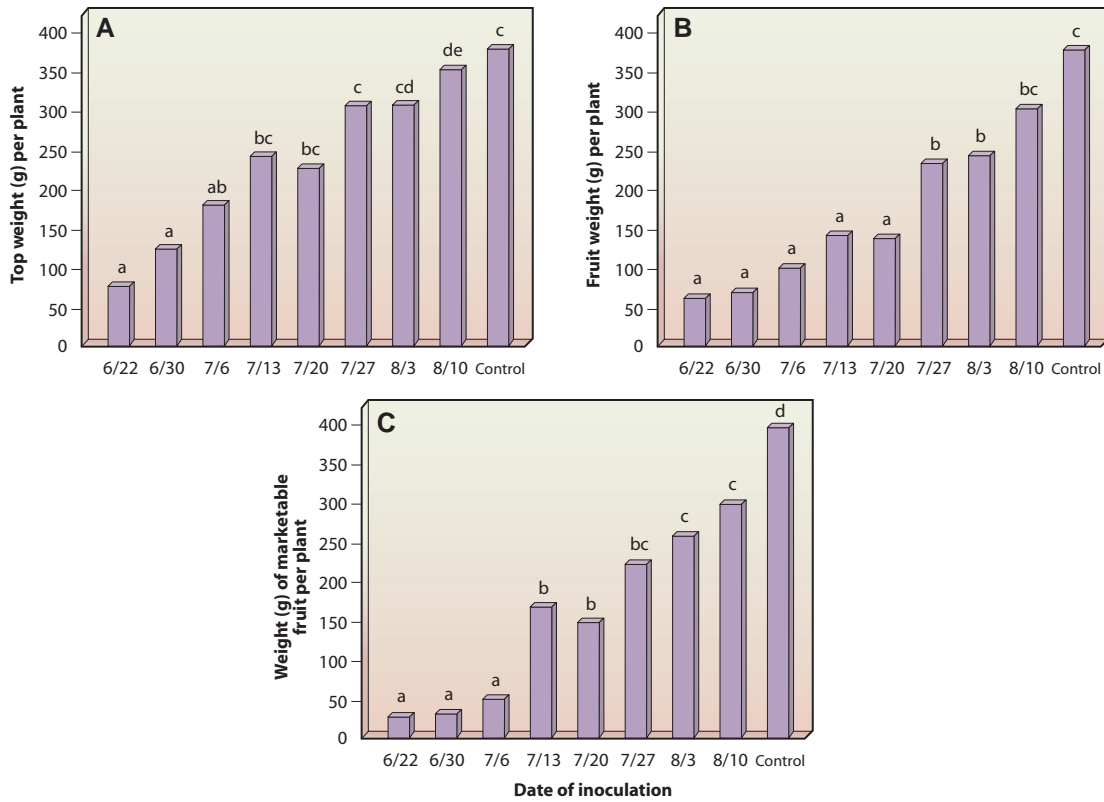 A
Top weight (g) per plant
400
350
300
250
200
150
100
50
0
a
a
ab
bc
bc
c
cd
de
c
6/22 6/30 7/6 7/13 7/20 7/27 8/3 8/10 Control
B
Fruit weight (g) per plant
400
350
300
250
200
150
100
50
0
a
a
a
a
a
b
b
bc
c
6/22 6/30 7/6 7/13 7/20 7/27 8/3 8/10 Control
C
Weight (g) of marketable
fruit per plant
400
350
300
250
200
150
100
50
0
a
a
a
b
b
bc
c
c
d
6/22 6/30 7/6 7/13 7/20 7/27 8/3 8/10 Control
Date of inoculation